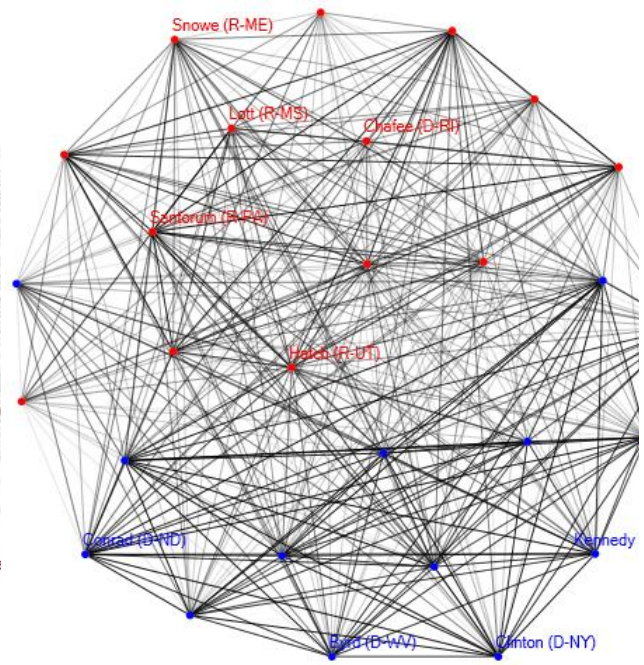 Snowe (R-ME)
Lott (R-MS)
Chafee (D-RI)
Santorum (R-PA)
Hatch (R-UT)
Conrad (D-ND)
Kennedy
Byrd (D-WV)
Clinton (D-NY)